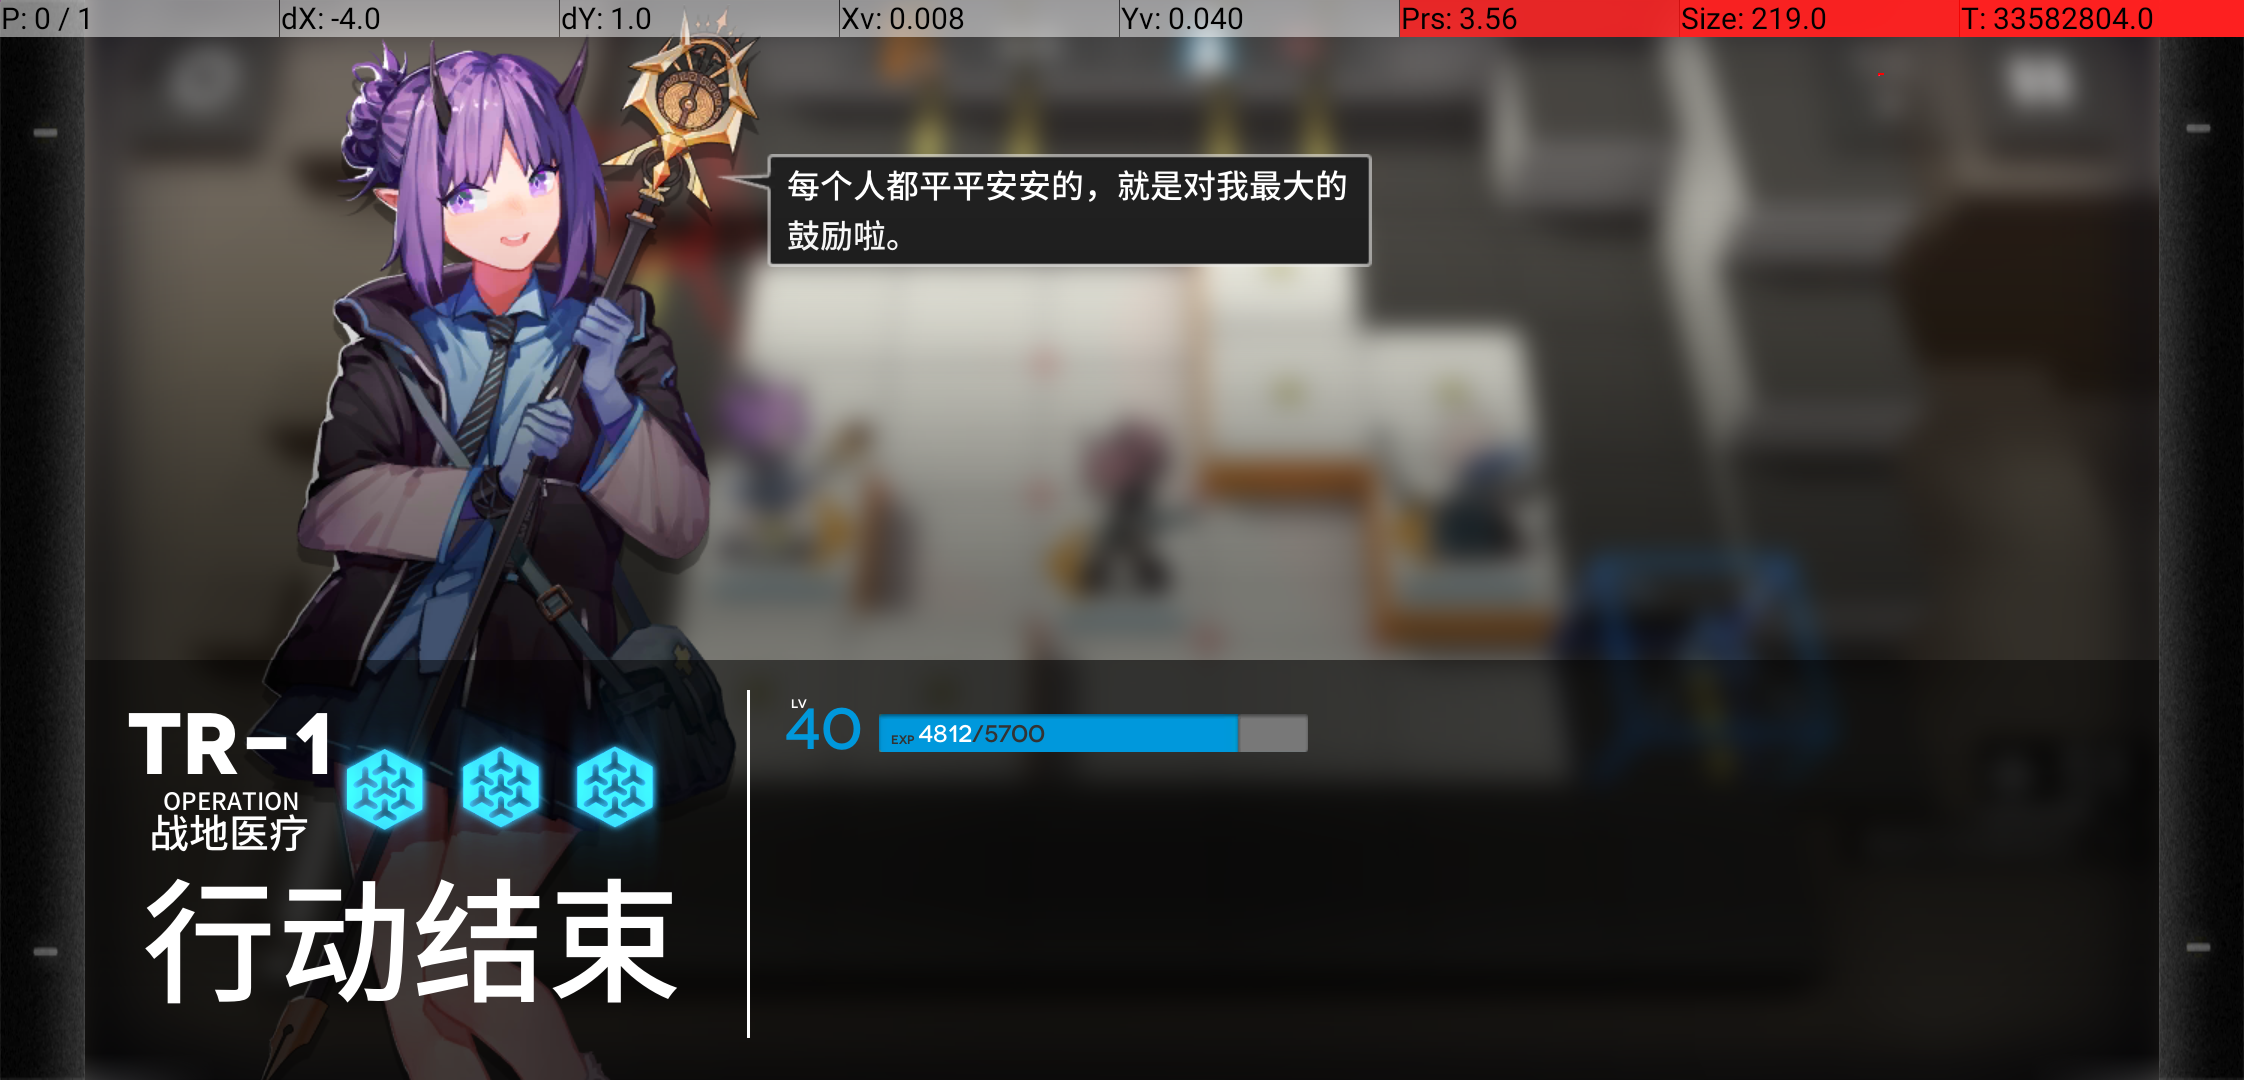 P: 0 / 1 dX: -4.0 dY: 1.0 Xv: 0.008 Yv: 0.040 Prs: 3.56 Size: 219.0 T: 33582804.0
每个人都平平安安的，就是对我最大的
鼓励啦。
TR-1
OPERATION
战地医疗
行动结束
LV
40
EXP 4812/5700